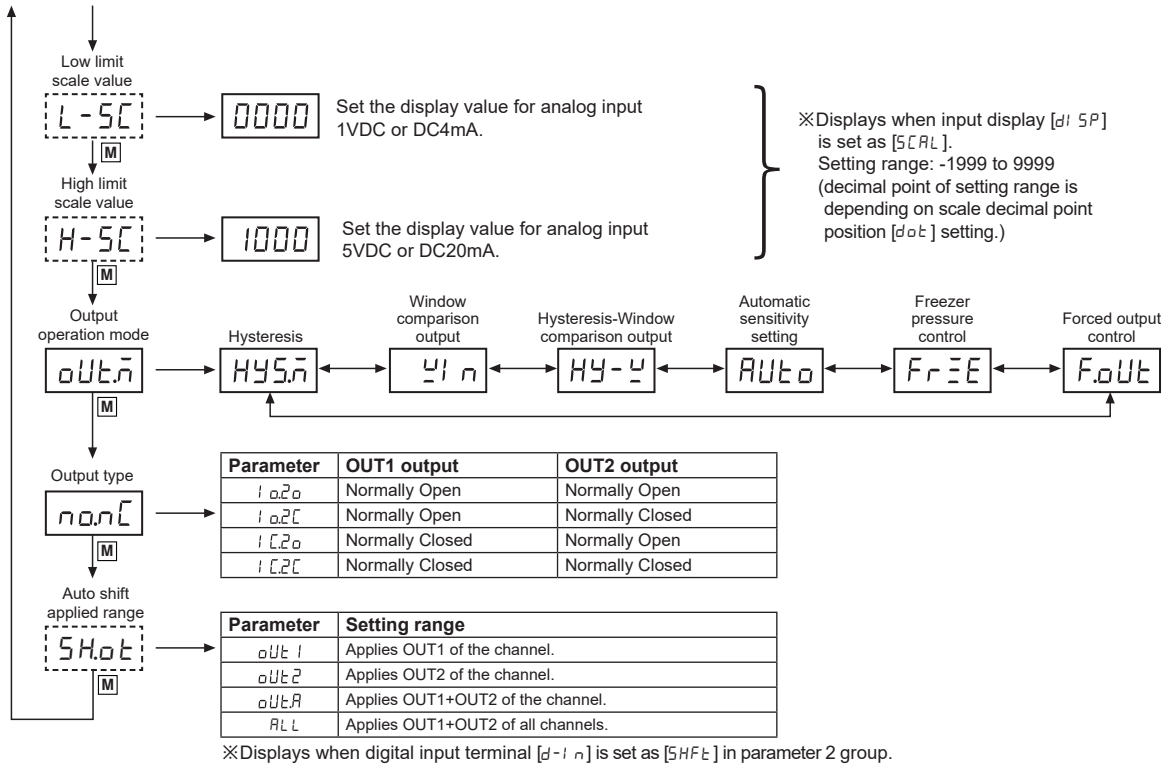 Low limit
scale value
L-SC
0000
Set the display value for analog input
1VDC or DC4mA.
M
High limit
scale value
H-SC
1000
Set the display value for analog input
5VDC or DC20mA.
M
※Displays when input display [dISP]
is set as [SCAL].
Setting range: -1999 to 9999
(decimal point of setting range is
depending on scale decimal point
position [dot] setting.)
Output
operation mode
oUt.m
M
Hysteresis
HYS.m
Window
comparison
output
WIn
Hysteresis-Window
comparison output
HY-W
Automatic
sensitivity
setting
AUto
Freezer
pressure
control
FrEE
Forced output
control
F.oUt
Output type
no.nC
M
Parameter OUT1 output OUT2 output
1o.2o Normally Open Normally Open
1o.2C Normally Open Normally Closed
1C.2o Normally Closed Normally Open
1C.2C Normally Closed Normally Closed
Auto shift
applied range
SH.ot
M
Parameter Setting range
oUt1 Applies OUT1 of the channel.
oUt2 Applies OUT2 of the channel.
oUt.A Applies OUT1+OUT2 of the channel.
ALL Applies OUT1+OUT2 of all channels.
※Displays when digital input terminal [d-In] is set as [SHFt] in parameter 2 group.